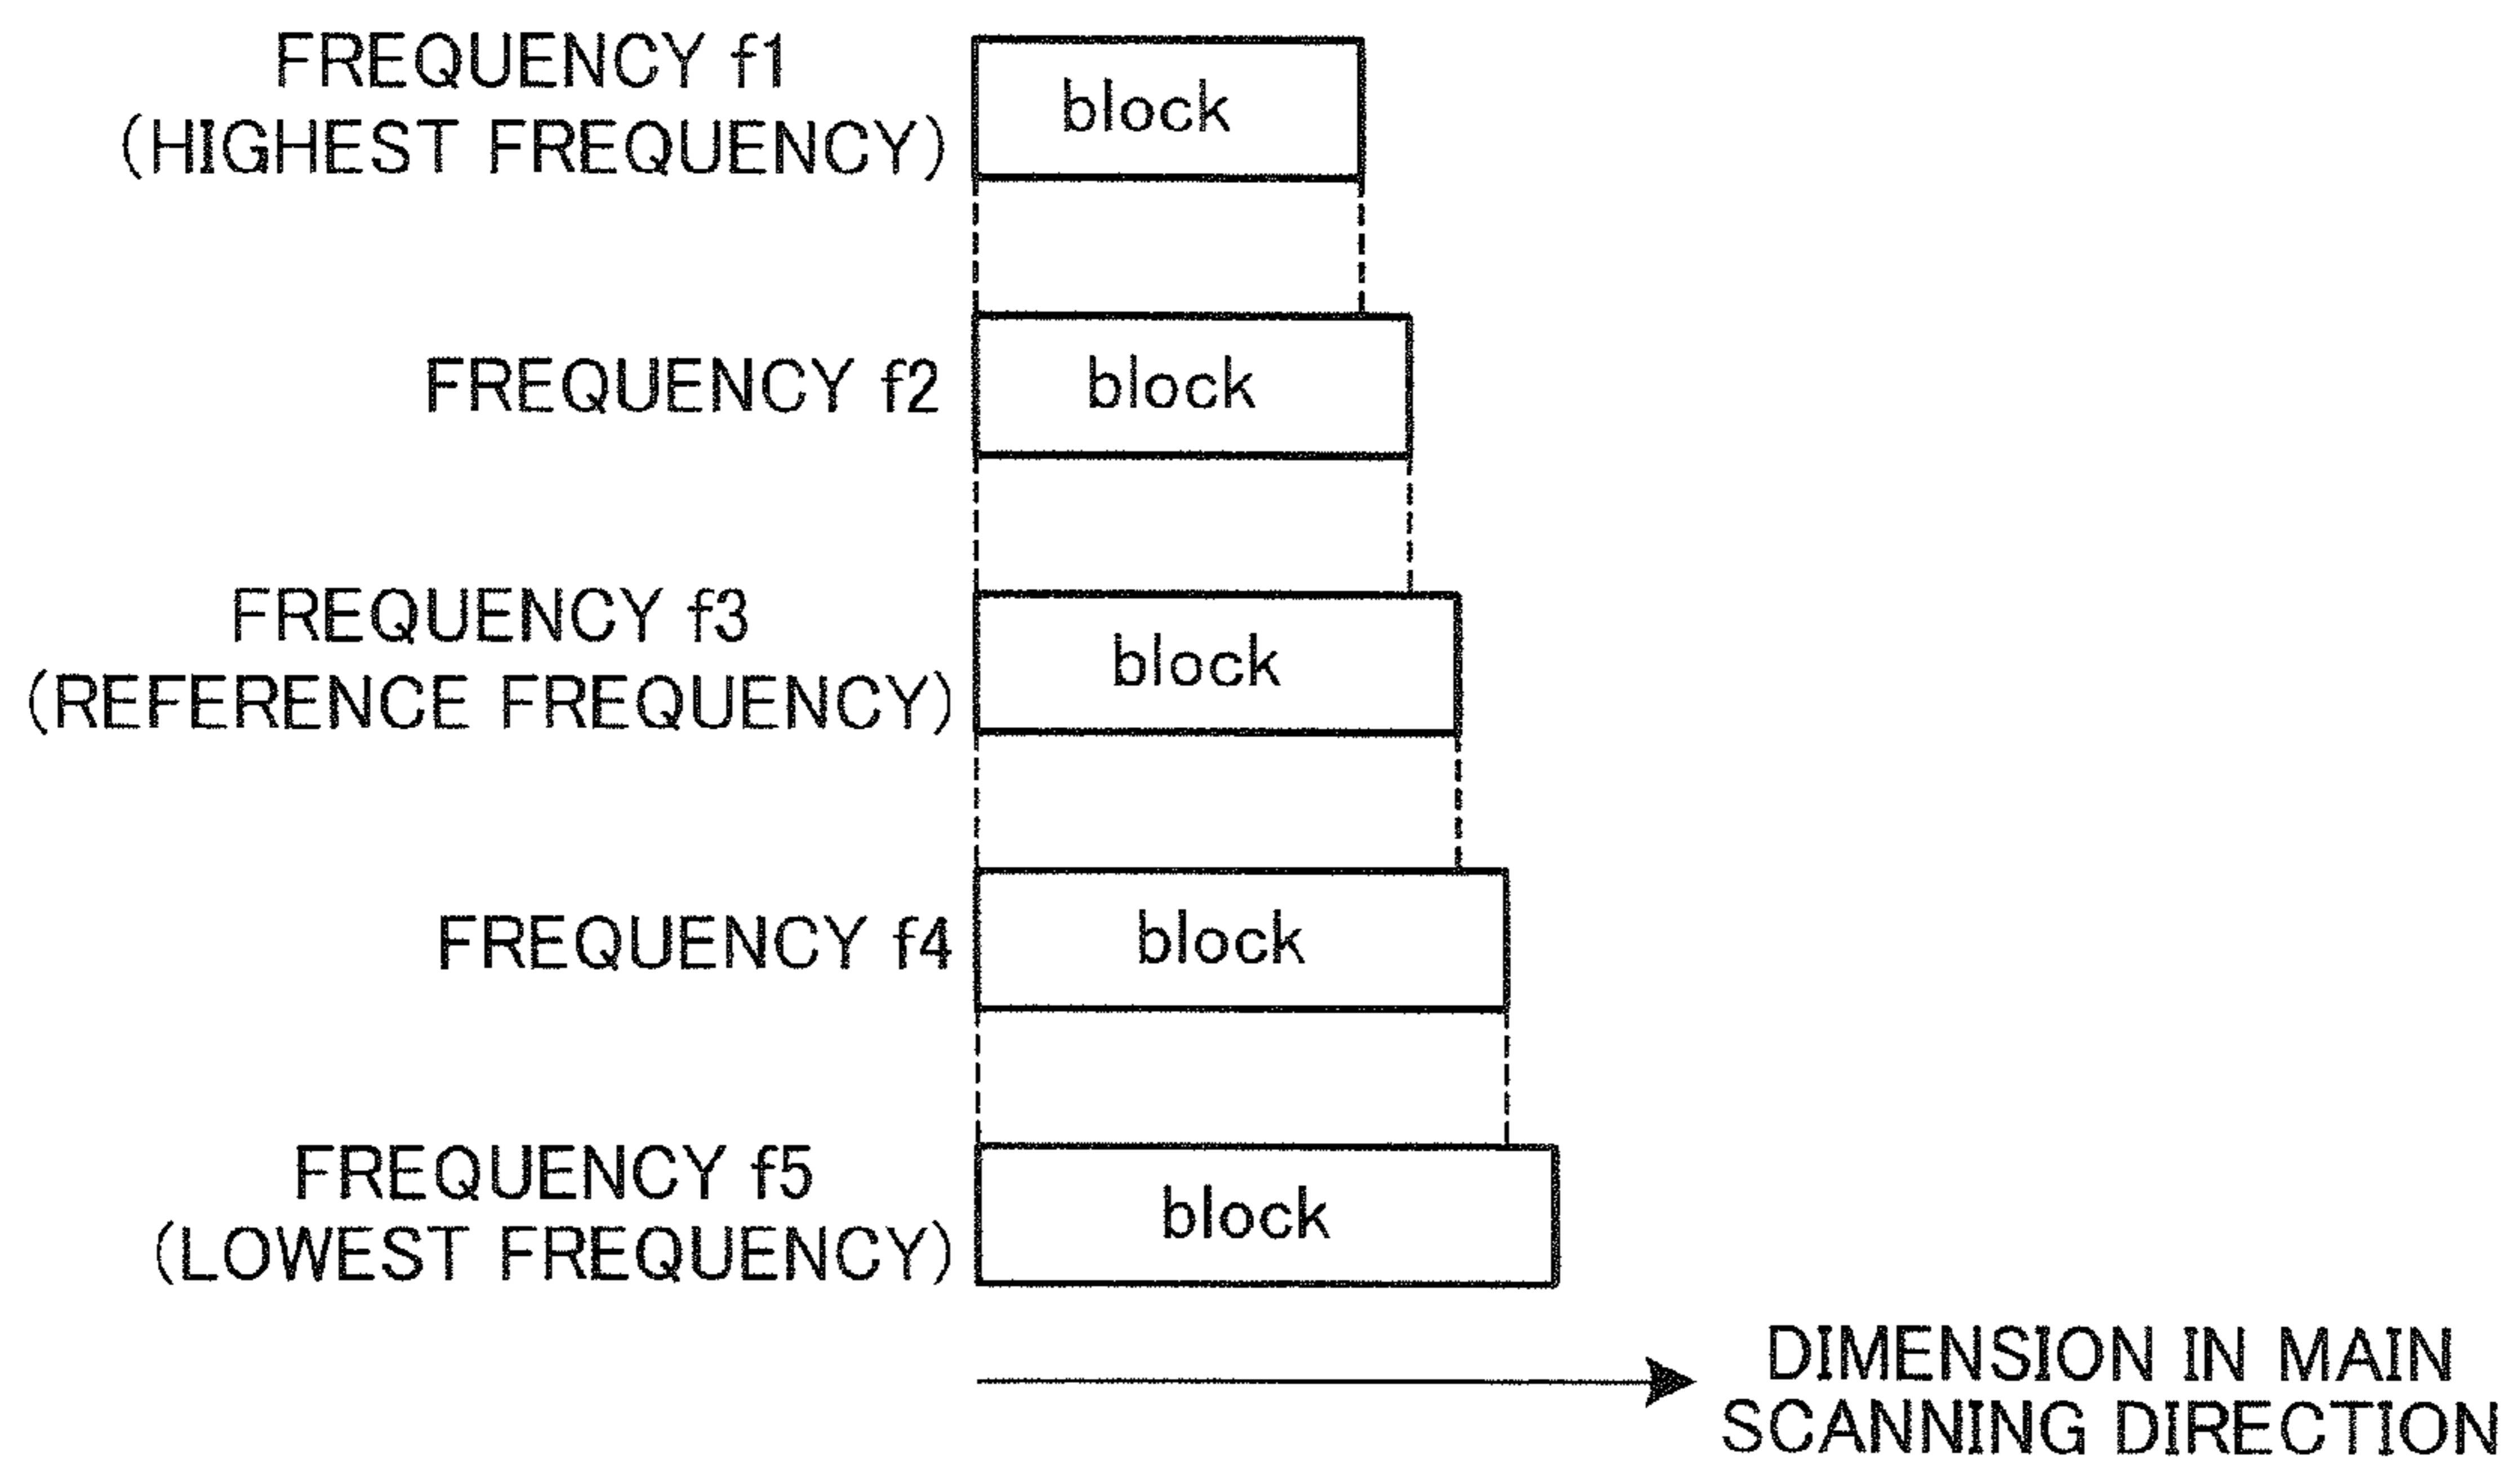 FREQUENCY f1
(HIGHEST FREQUENCY)
block
FREQUENCY f2
block
FREQUENCY f3
(REFERENCE FREQUENCY)
block
FREQUENCY f4
block
FREQUENCY f5
(LOWEST FREQUENCY)
block
DIMENSION IN MAIN
SCANNING DIRECTION